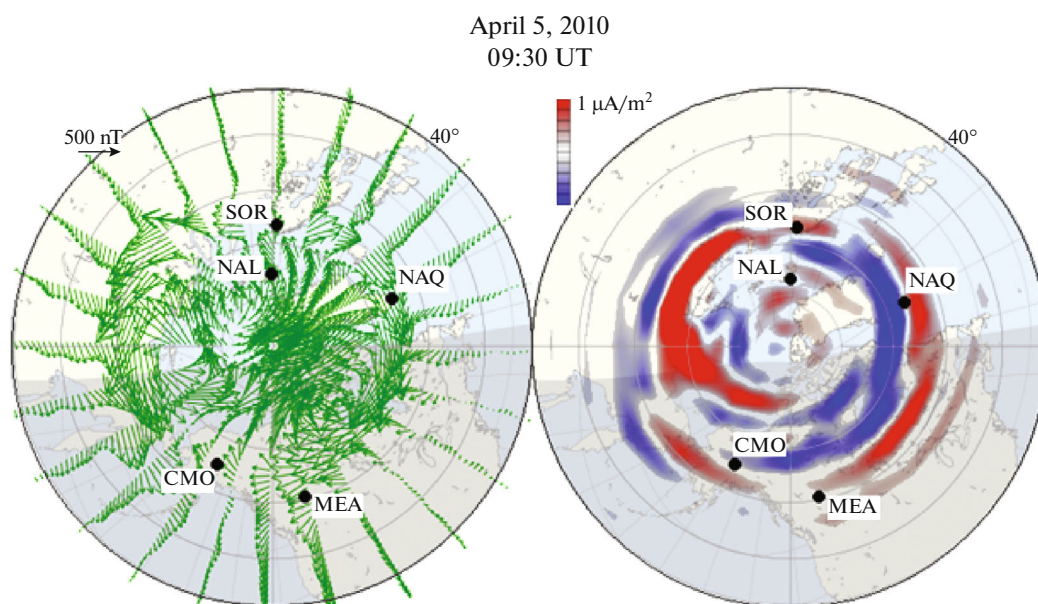 April 5, 2010
09:30 UT
500 nT
40°
SOR
NAL
NAQ
CMO
MEA
1 μA/m²
40°
SOR
NAL
NAQ
CMO
MEA